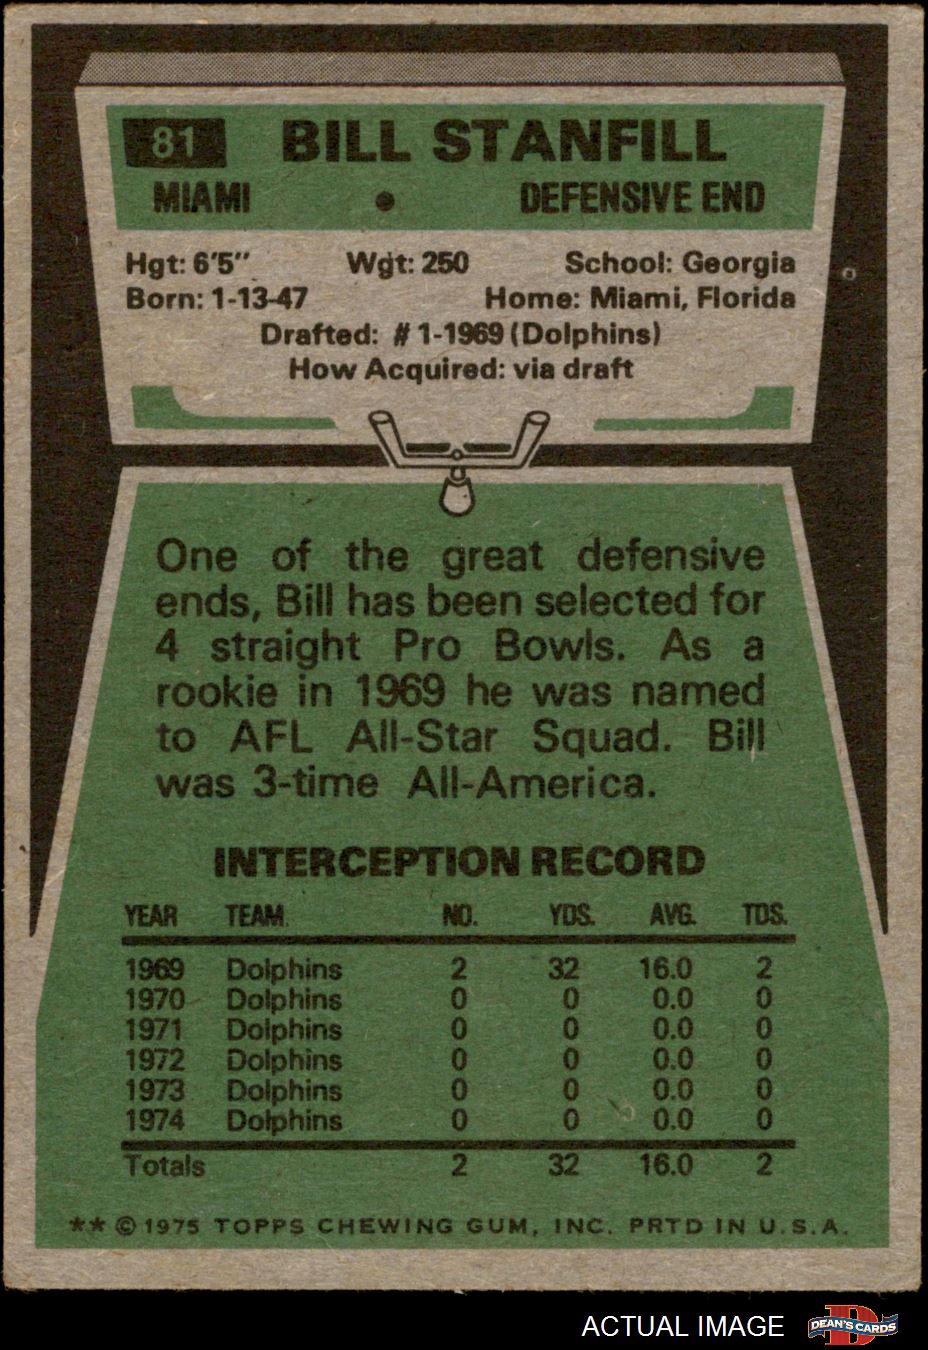 81 BILL STANFILL
MIAMI • DEFENSIVE END
Hgt: 6'5" Wgt: 250 School: Georgia
Born: 1-13-47 Home: Miami, Florida
Drafted: #1-1969 (Dolphins)
How Acquired: via draft
One of the great defensive
ends, Bill has been selected for
4 straight Pro Bowls. As a
rookie in 1969 he was named
to AFL All-Star Squad. Bill
was 3-time All-America.
INTERCEPTION RECORD
YEAR TEAM NO. YDS. AVG. TDS.
1969 Dolphins 2 32 16.0 2
1970 Dolphins 0 0 0.0 0
1971 Dolphins 0 0 0.0 0
1972 Dolphins 0 0 0.0 0
1973 Dolphins 0 0 0.0 0
1974 Dolphins 0 0 0.0 0
Totals 2 32 16.0 2
** © 1975 TOPPS CHEWING GUM, INC. PRTD IN U.S.A.
ACTUAL IMAGE D DEAN'S CARDS